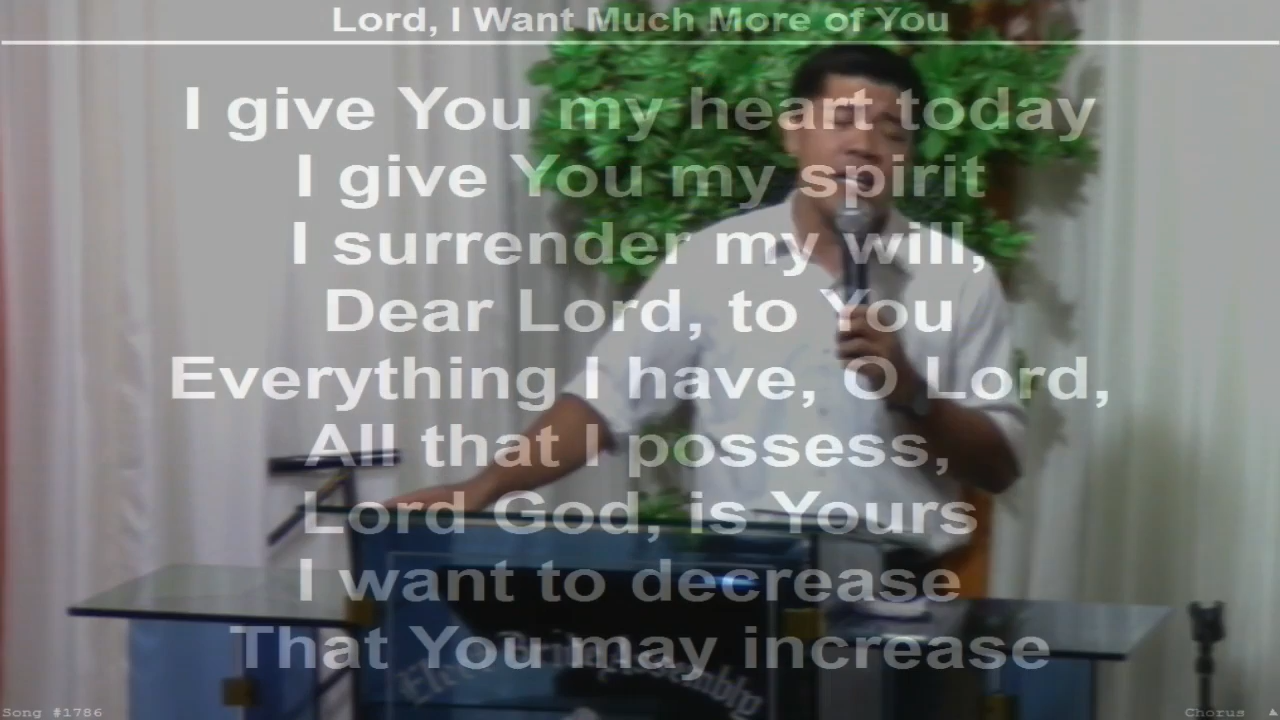 Lord, I Want Much More of You
I give You my heart today
I give You my spirit
I surrender my will,
Dear Lord, to You
Everything I have, O Lord,
All that I possess,
Lord God, is Yours
I want to decrease
That You may increase
Bride Assembly
Song #1786
Chorus ▲